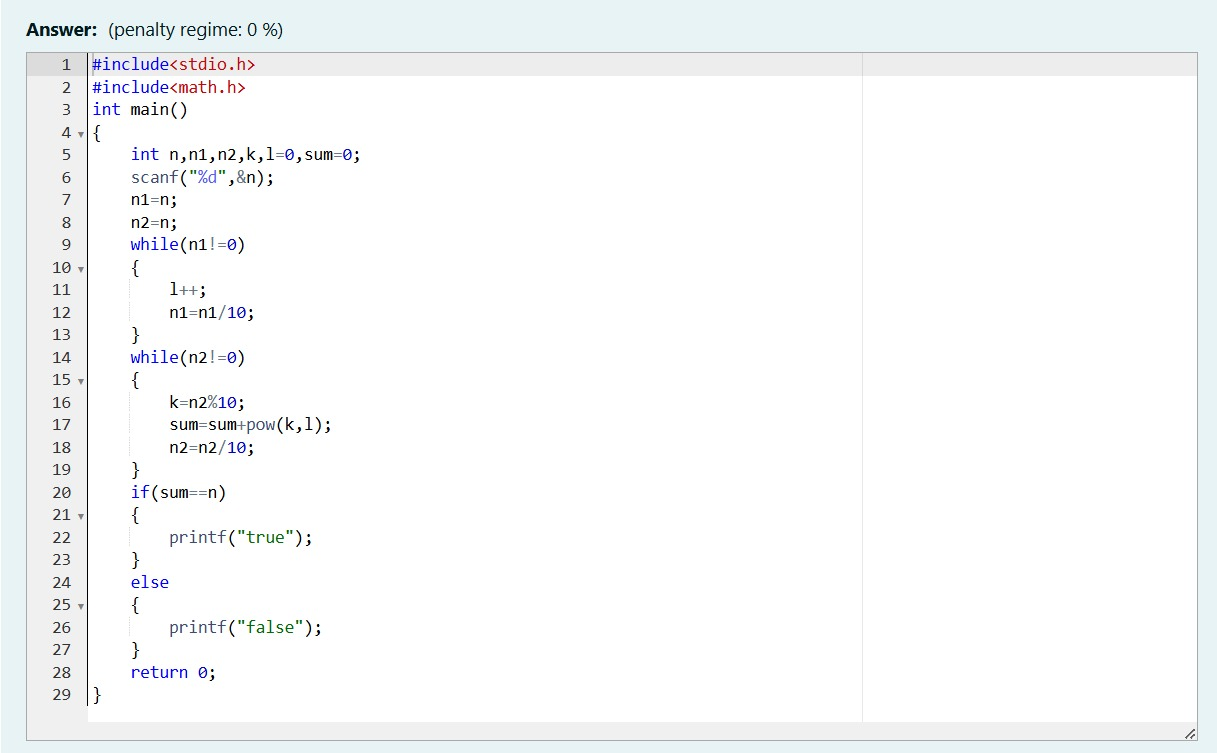 Answer: (penalty regime: 0 %)
1 #include<stdio.h>
2 #include<math.h>
3 int main()
4 {
5     int n,n1,n2,k,l=0,sum=0;
6     scanf("%d",&n);
7     n1=n;
8     n2=n;
9     while(n1!=0)
10     {
11         l++;
12         n1=n1/10;
13     }
14     while(n2!=0)
15     {
16         k=n2%10;
17         sum=sum+pow(k,l);
18         n2=n2/10;
19     }
20     if(sum==n)
21     {
22         printf("true");
23     }
24     else
25     {
26         printf("false");
27     }
28     return 0;
29 }